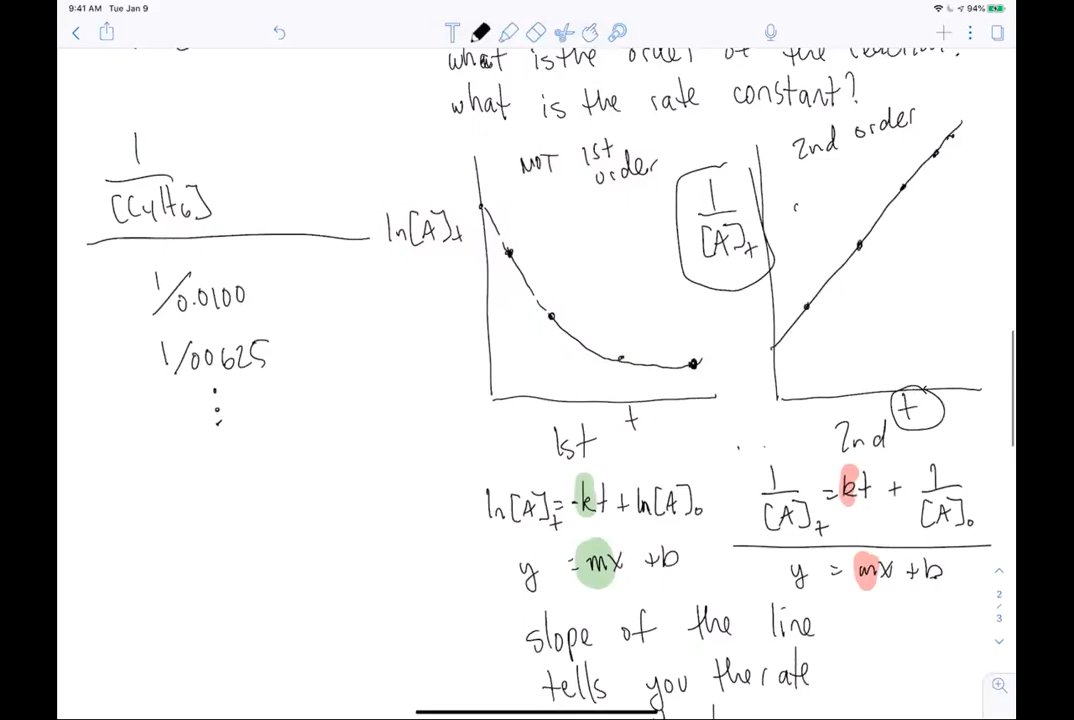 9:41 AM Tue Jan 9
94%
what is the order of the reaction?
what is the rate constant?
1
[C4H6]
1/0.0100
1/00625
NOT 1st
order
ln[A]t
t
1st
ln[A]t = -kt + ln[A]0
y = mx + b
2nd order
1
[A]t
t
2nd
1/[A]t = kt + 1/[A]0
y = mx + b
slope of the line
tells you the rate
2
/
3